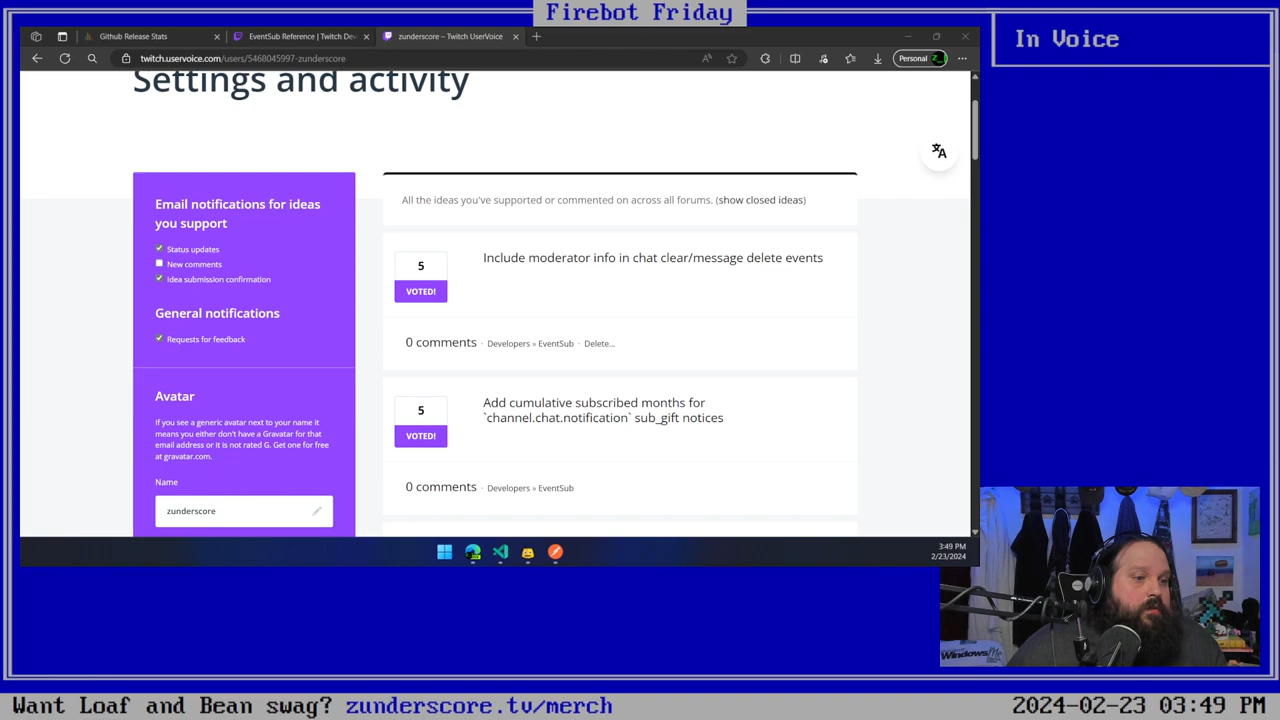 Firebot Friday
In Voice
Github Release Stats
EventSub Reference | Twitch De
zunderscore – Twitch UserVoice
twitch.uservoice.com/users/5468045997-zunderscore
Personal
Settings and activity
Email notifications for ideas
you support
Status updates
New comments
Idea submission confirmation
General notifications
Requests for feedback
Avatar
If you see a generic avatar next to your name it
means you either don't have a Gravatar for that
email address or it is not rated G. Get one for free
at gravatar.com.
Name
zunderscore
All the ideas you've supported or commented on across all forums. (show closed ideas)
5
VOTED!
Include moderator info in chat clear/message delete events
0 comments · Developers » EventSub · Delete...
5
VOTED!
Add cumulative subscribed months for
`channel.chat.notification` sub_gift notices
0 comments · Developers » EventSub
3:49 PM
2/23/2024
Want Loaf and Bean swag? zunderscore.tv/merch
2024-02-23 03:49 PM